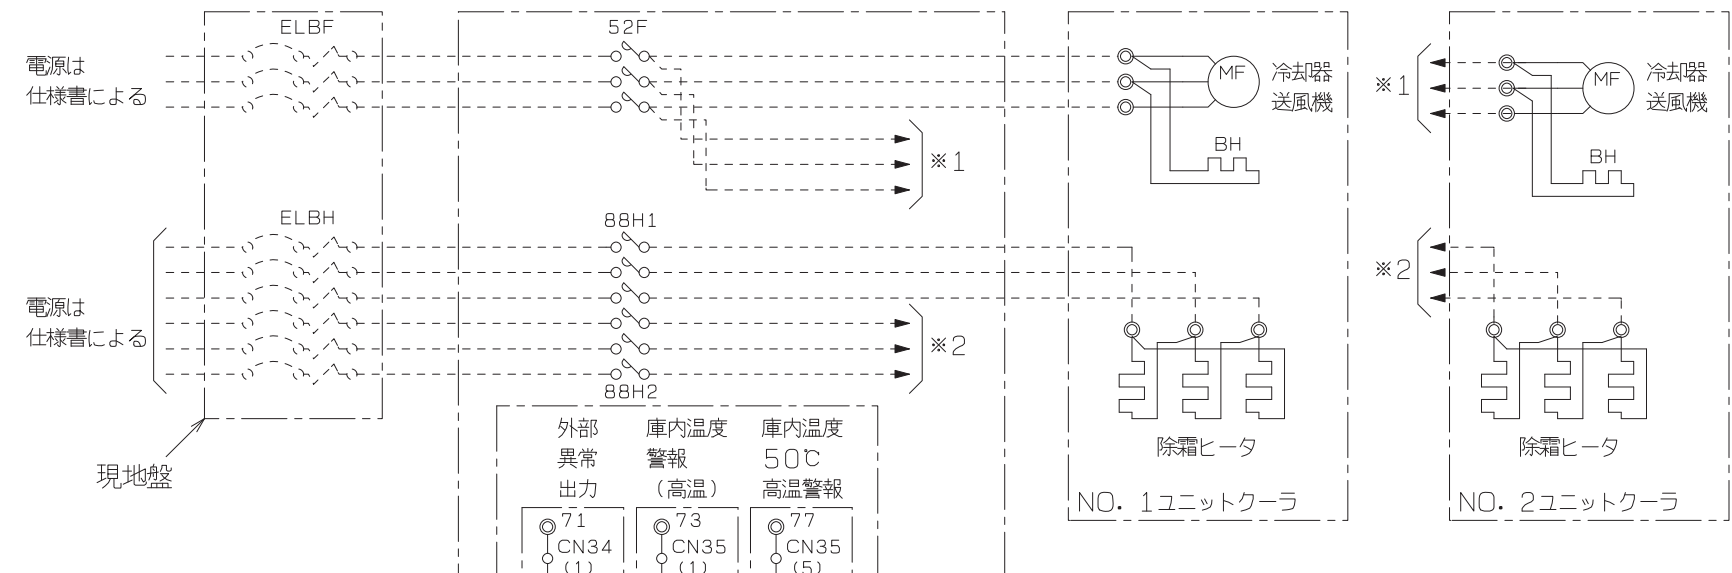 ELBF
52F
電源は
仕様書による
MF
冷却器
送風機
BH
※1
※1
MF
冷却器
送風機
BH
ELBH
88H1
電源は
仕様書による
※2
88H2
※2
現地盤
外部
異常
出力
庫内温度
警報
(高温)
庫内温度
50℃
高温警報
71
CN34
(1)
73
CN35
(1)
77
CN35
(5)
除霜ヒータ
NO. 1ユニットクーラ
除霜ヒータ
NO. 2ユニットクーラ